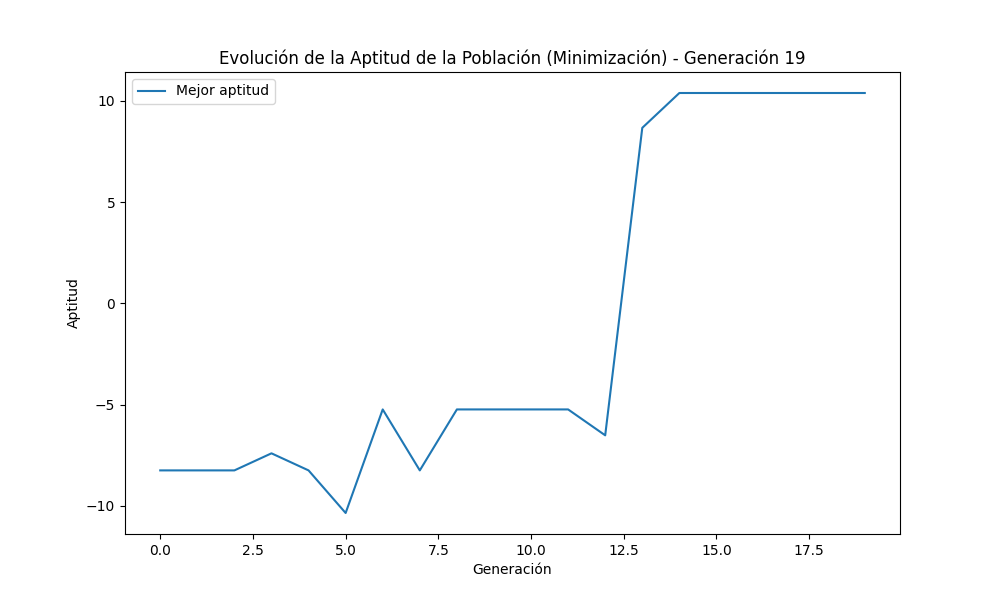 Evolución de la Aptitud de la Población (Minimización) - Generación 19
Mejor aptitud
10
5
0
−5
−10
Aptitud
0.0 2.5 5.0 7.5 10.0 12.5 15.0 17.5
Generación